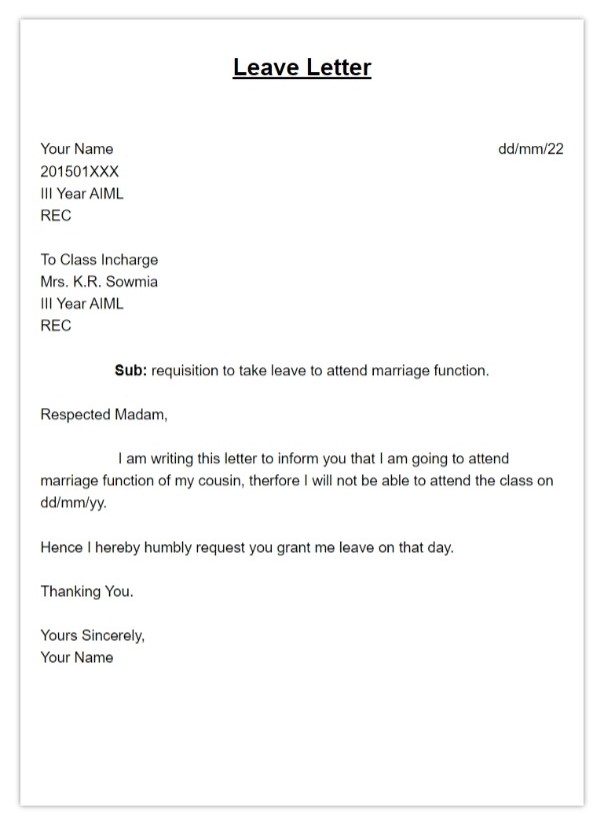 Leave Letter
Your Name dd/mm/22
201501XXX
III Year AIML
REC
To Class Incharge
Mrs. K.R. Sowmia
III Year AIML
REC
Sub: requisition to take leave to attend marriage function.
Respected Madam,
I am writing this letter to inform you that I am going to attend
marriage function of my cousin, therfore I will not be able to attend the class on
dd/mm/yy.
Hence I hereby humbly request you grant me leave on that day.
Thanking You.
Yours Sincerely,
Your Name